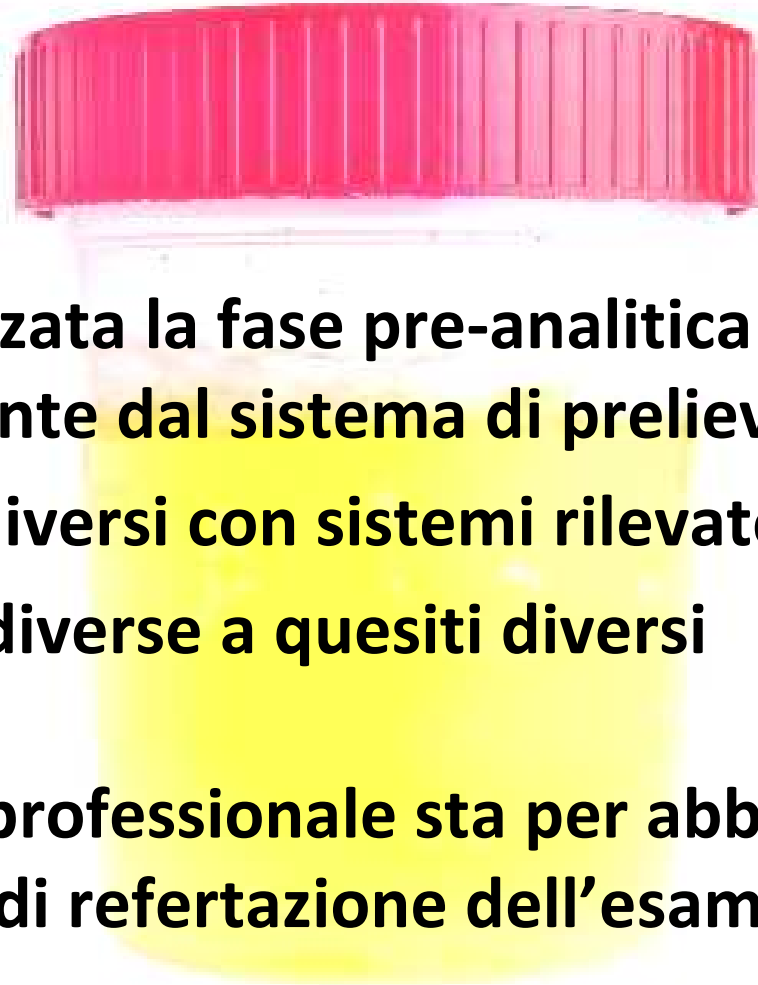 zata la fase pre-analitica
nte dal sistema di preliev
iversi con sistemi rilevato
diverse a quesiti diversi
professionale sta per abb
di refertazione dell’esam